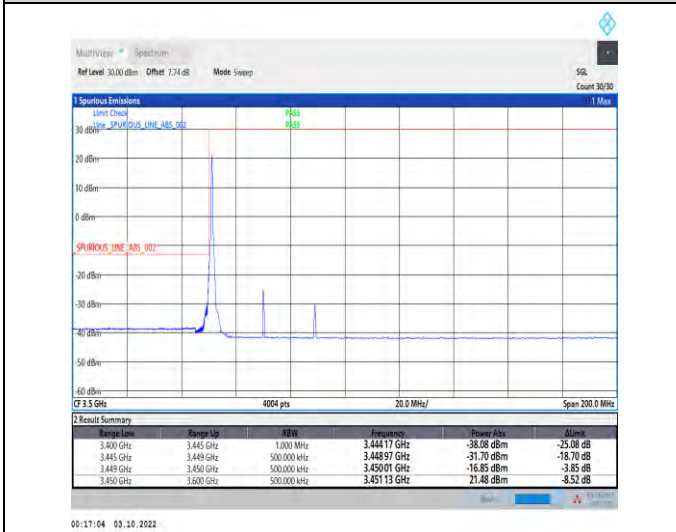 MultiView Spectrum
Ref Level 30.00 dBm Offset 7.74 dB Mode Sweep SGL
Count 30/30
1 Spurious Emissions 1 Max
Limit Check PASS
Line_SPURIOUS_LINE_ABS_002 PASS
30 dBm
20 dBm
10 dBm
0 dBm
SPURIOUS_LINE_ABS_002
-20 dBm
-30 dBm
-40 dBm
-50 dBm
-60 dBm
CF 3.5 GHz 4004 pts 20.0 MHz/ Span 200.0 MHz
2 Result Summary
Range Low Range Up RBW Frequency Power Abs ΔLimit
3.400 GHz 3.445 GHz 1.000 MHz 3.44417 GHz -38.08 dBm -25.08 dB
3.445 GHz 3.449 GHz 500.000 kHz 3.44897 GHz -31.70 dBm -18.70 dB
3.449 GHz 3.450 GHz 500.000 kHz 3.45001 GHz -16.85 dBm -3.85 dB
3.450 GHz 3.600 GHz 500.000 kHz 3.45113 GHz 21.48 dBm -8.52 dB
00:17:04 03.10.2022